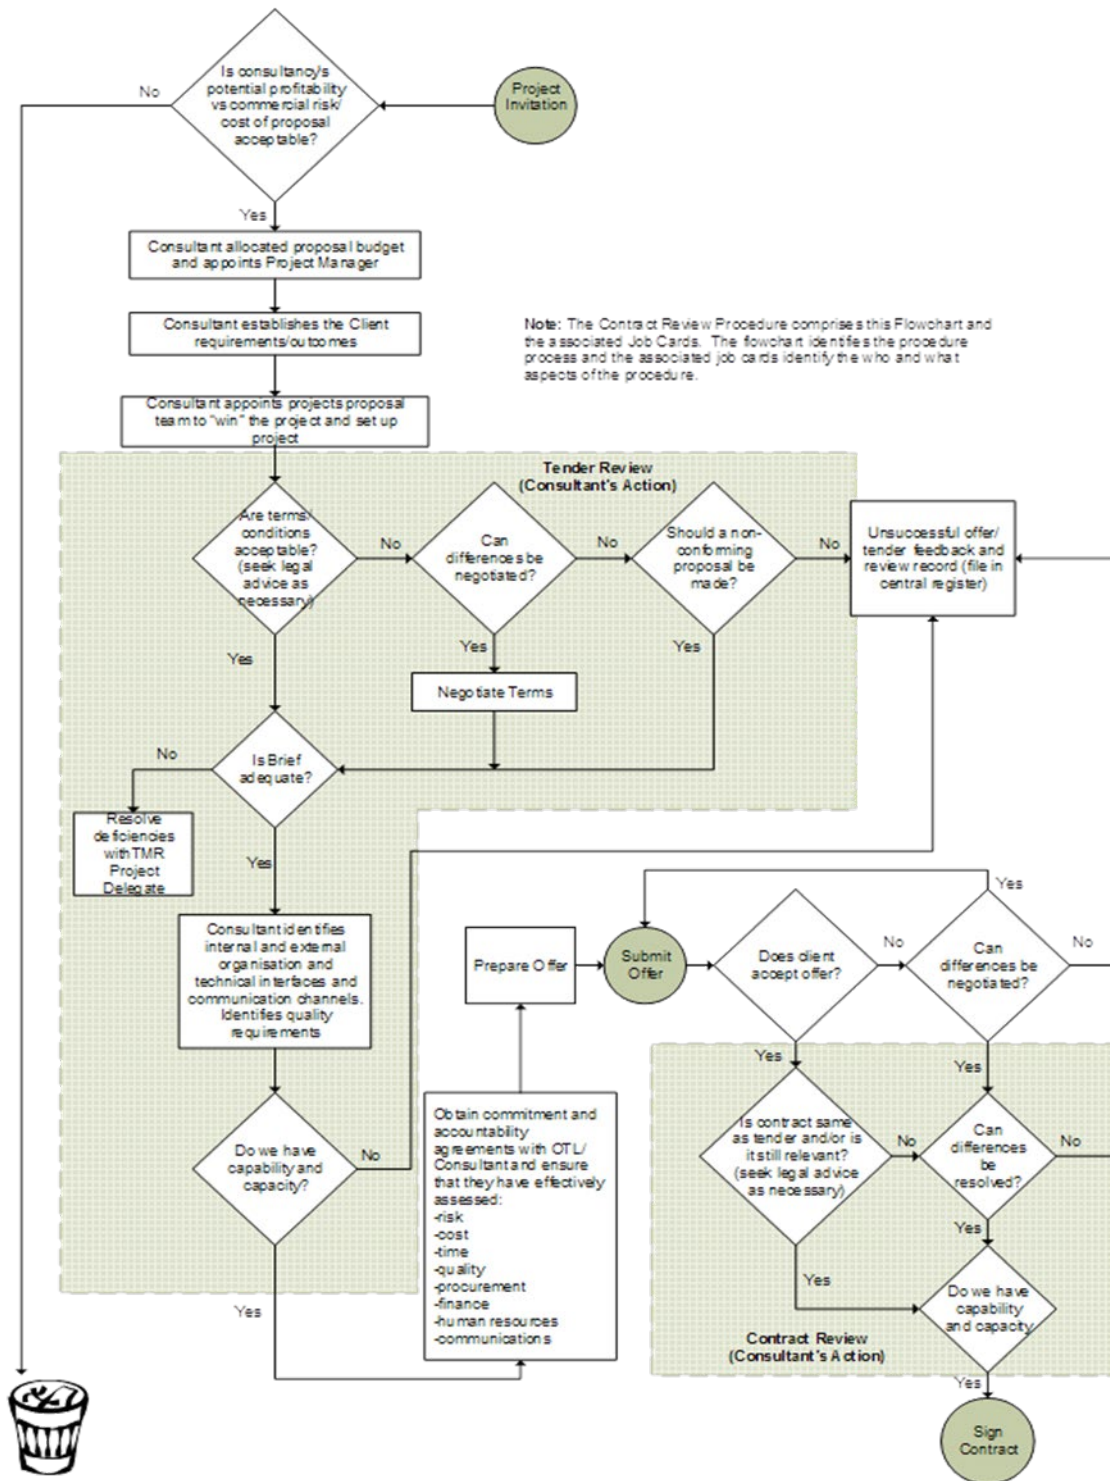 Is consultancy's
potential profitability
vs commercial risk/
cost of proposal
acceptable?
No
Project
Invitation
Yes
Consultant allocated proposal budget
and appoints Project Manager
Consultant establishes the Client
requirements/outcomes
Note: The Contract Review Procedure comprises this Flowchart and
the associated Job Cards. The flowchart identifies the procedure
process and the associated job cards identify the who and what
aspects of the procedure.
Consultant appoints projects proposal
team to "win" the project and set up
project
Tender Review
(Consultant's Action)
Are terms/
conditions
acceptable?
(seek legal
advice as
necessary)
No
Can
differences be
negotiated?
No
Should a non-
conforming
proposal be
made?
No
Unsuccessful offer/
tender feedback and
review record (file in
central register)
Yes
Yes
Yes
Negotiate Terms
No
Is Brief
adequate?
Resolve
deficiencies
with TMR
Project
Delegate
Yes
Consultant identifies
internal and external
organisation and
technical interfaces and
communication channels.
Identifies quality
requirements
Prepare Offer
Submit
Offer
Does client
accept offer?
No
Yes
Can
differences be
negotiated?
No
Yes
Yes
Do we have
capability and
capacity?
No
Obtain commitment and
accountability
agreements with OTL/
Consultant and ensure
that they have effectively
assessed:
-risk
-cost
-time
-quality
-procurement
-finance
-human resources
-communications
Is contract same
as tender and/or is
it still relevant?
(seek legal advice
as necessary)
No
Can
differences
be
resolved?
No
Yes
Yes
Yes
Do we have
capability
and capacity
Contract Review
(Consultant's Action)
Yes
Sign
Contract